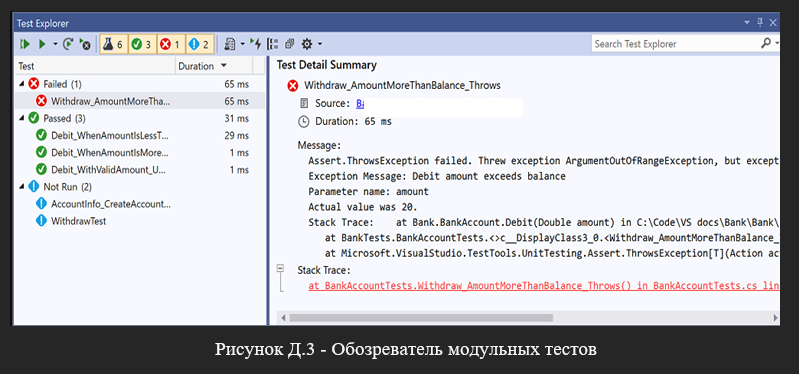 Test Explorer
6 3 1 2
Search Test Explorer
Test Duration
Failed (1) 65 ms
Withdraw_AmountMoreTha... 65 ms
Passed (3) 31 ms
Debit_WhenAmountIsLessT... 29 ms
Debit_WhenAmountIsMore... 1 ms
Debit_WithValidAmount_U... 1 ms
Not Run (2)
AccountInfo_CreateAccount...
WithdrawTest
Test Detail Summary
Withdraw_AmountMoreThanBalance_Throws
Source: Ba
Duration: 65 ms
Message:
Assert.ThrowsException failed. Threw exception ArgumentOutOfRangeException, but except
Exception Message: Debit amount exceeds balance
Parameter name: amount
Actual value was 20.
Stack Trace: at Bank.BankAccount.Debit(Double amount) in C:\Code\VS docs\Bank\Bank\
at BankTests.BankAccountTests.<>c__DisplayClass3_0.<Withdraw_AmountMoreThanBalance_
at Microsoft.VisualStudio.TestTools.UnitTesting.Assert.ThrowsException[T](Action ac
Stack Trace:
at BankAccountTests.Withdraw_AmountMoreThanBalance_Throws() in BankAccountTests.cs lin
Рисунок Д.3 - Обозреватель модульных тестов